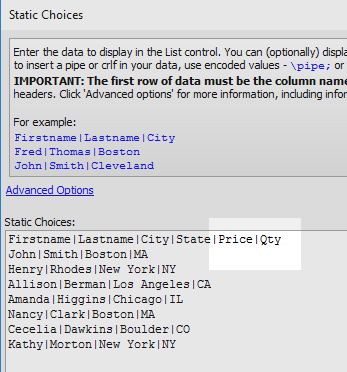 Static Choices
Enter the data to display in the List control. You can (optionally) displa
to insert a pipe or crlf in your data, use encoded values - \pipe; or
IMPORTANT: The first row of data must be the column name
headers. Click 'Advanced options' for more information, including infor
For example:
Firstname|Lastname|City
Fred|Thomas|Boston
John|Smith|Cleveland
Advanced Options
Static Choices:
Firstname|Lastname|City|State|Price|Qty
John|Smith|Boston|MA
Henry|Rhodes|New York|NY
Allison|Berman|Los Angeles|CA
Amanda|Higgins|Chicago|IL
Nancy|Clark|Boston|MA
Cecelia|Dawkins|Boulder|CO
Kathy|Morton|New York|NY